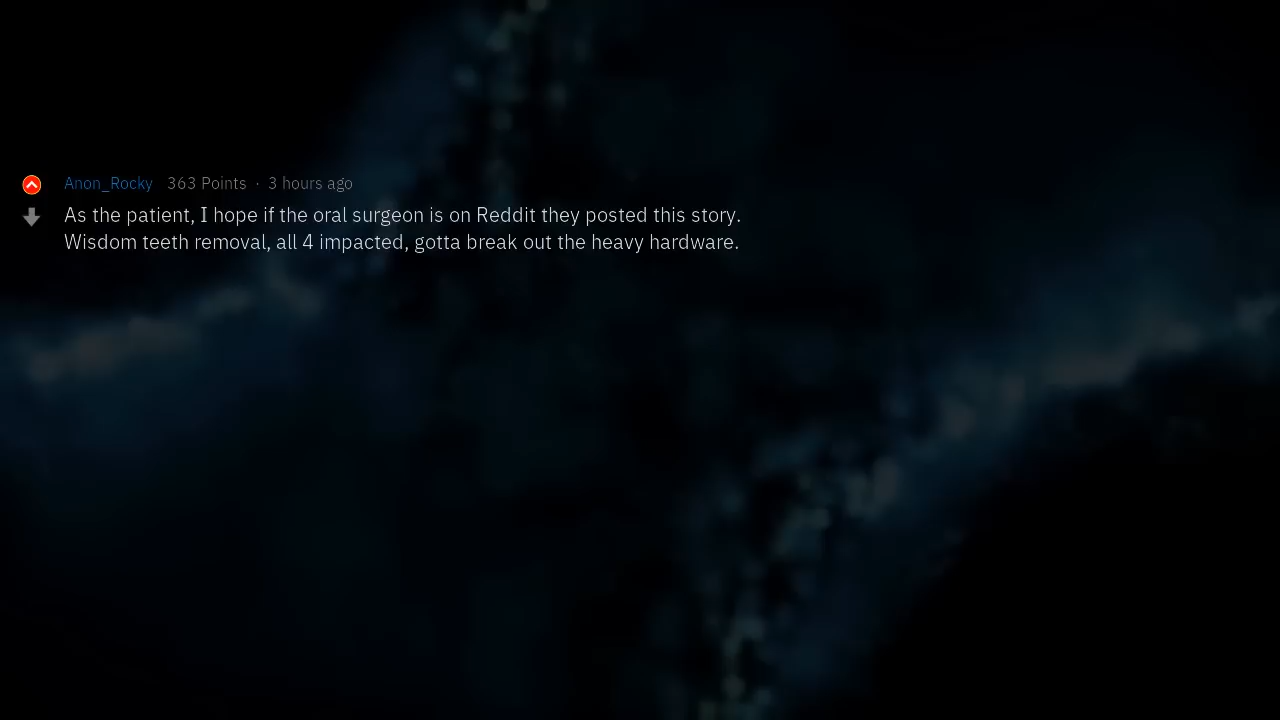 Anon_Rocky 363 Points · 3 hours ago
As the patient, I hope if the oral surgeon is on Reddit they posted this story.
Wisdom teeth removal, all 4 impacted, gotta break out the heavy hardware.